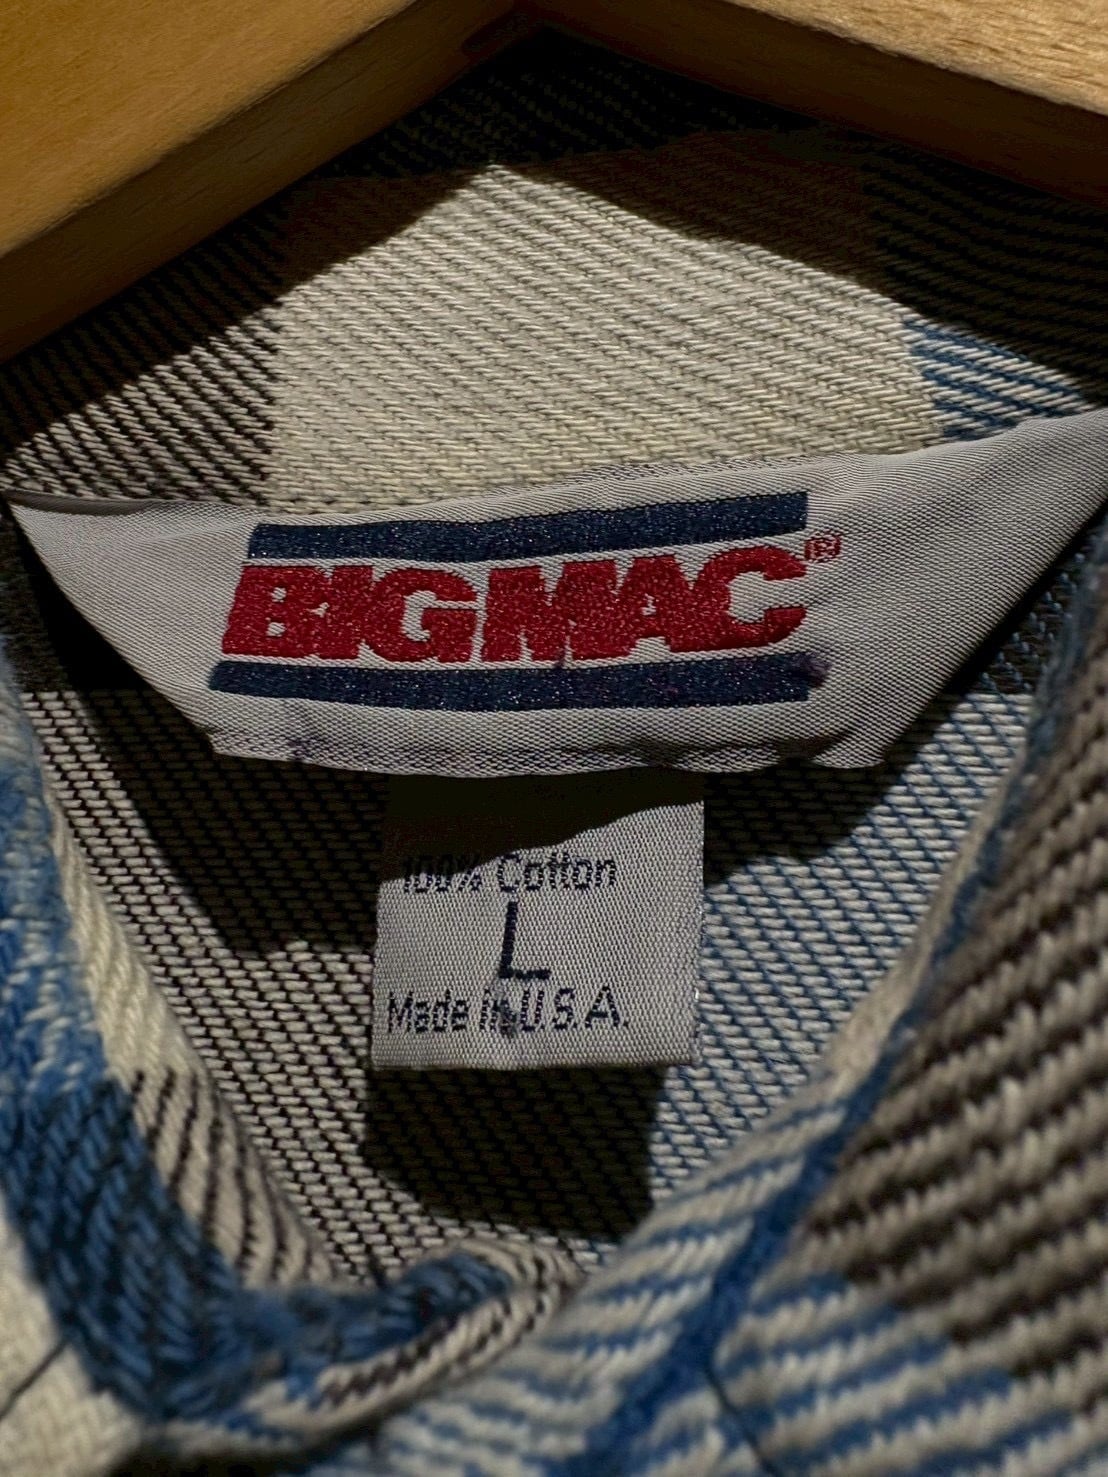 BIGMAC®
100% Cotton
L
Made in U.S.A.